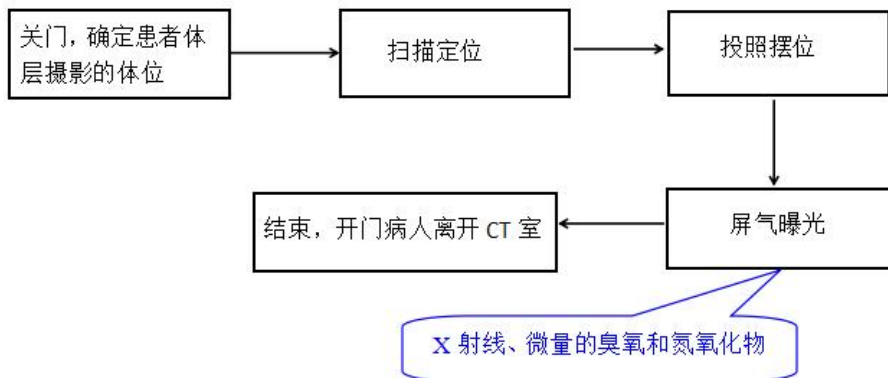 关门，确定患者体
层摄影的体位
扫描定位
投照摆位
屏气曝光
结束，开门病人离开 CT 室
X 射线、微量的臭氧和氮氧化物